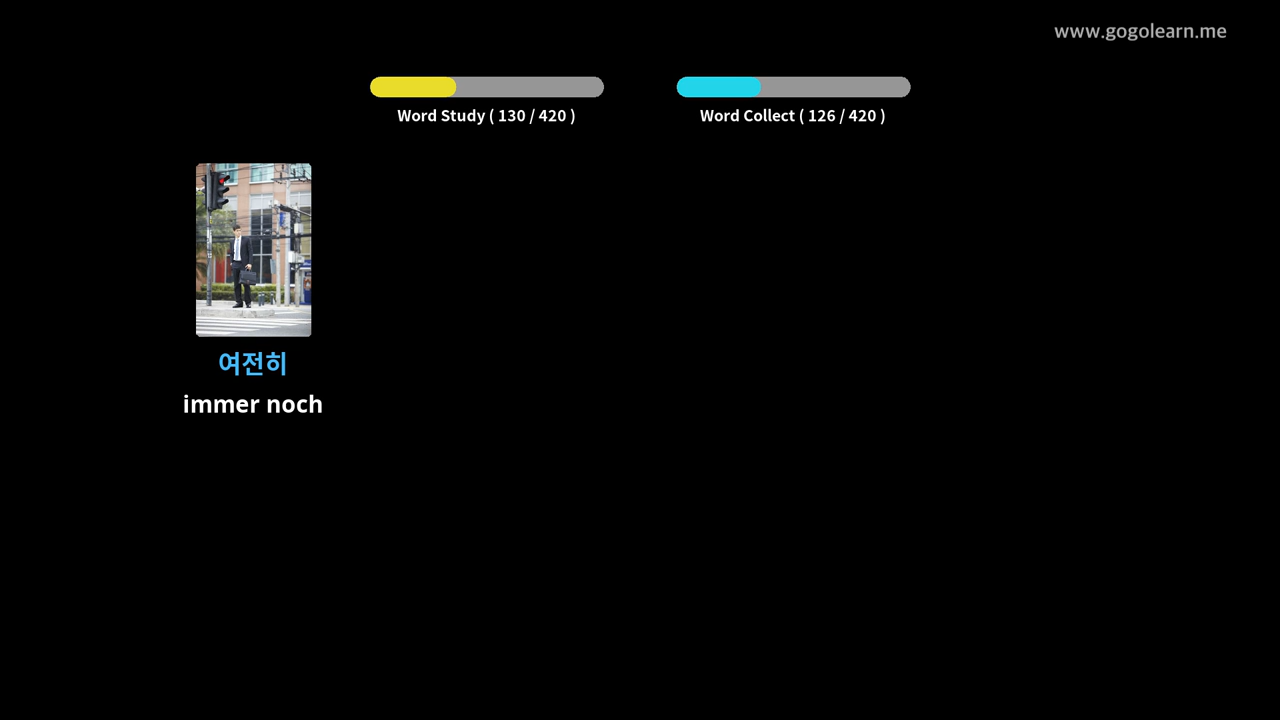 www.gogolearn.me
Word Study ( 130 / 420 )
Word Collect ( 126 / 420 )
여전히
immer noch